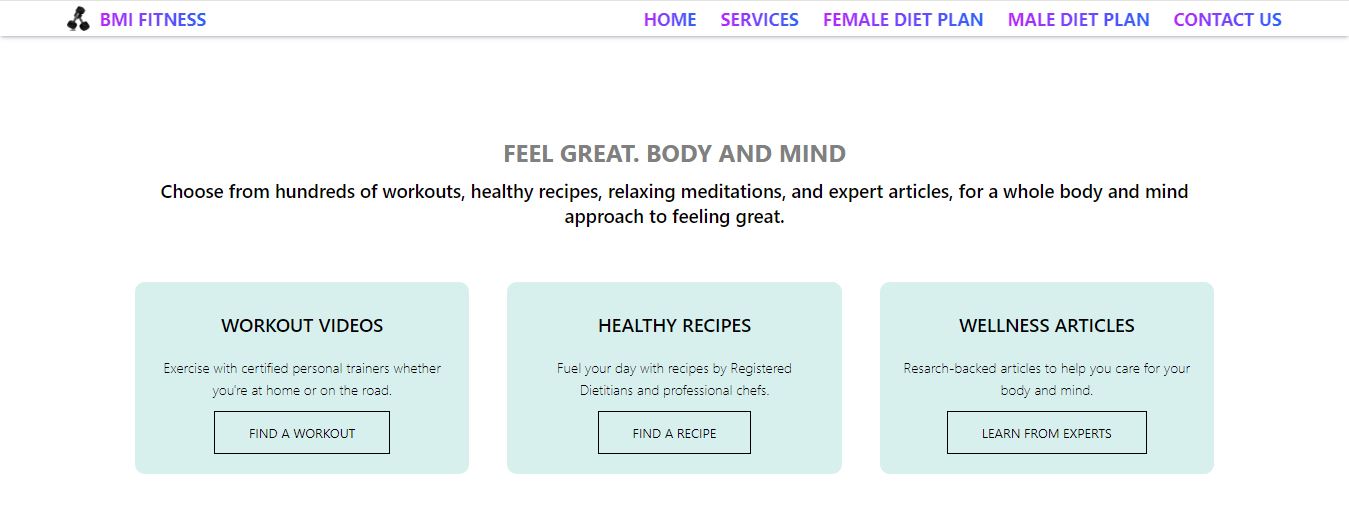 BMI FITNESS
HOME SERVICES FEMALE DIET PLAN MALE DIET PLAN CONTACT US
FEEL GREAT. BODY AND MIND
Choose from hundreds of workouts, healthy recipes, relaxing meditations, and expert articles, for a whole body and mind
approach to feeling great.
WORKOUT VIDEOS
Exercise with certified personal trainers whether
you're at home or on the road.
FIND A WORKOUT
HEALTHY RECIPES
Fuel your day with recipes by Registered
Dietitians and professional chefs.
FIND A RECIPE
WELLNESS ARTICLES
Resarch-backed articles to help you care for your
body and mind.
LEARN FROM EXPERTS